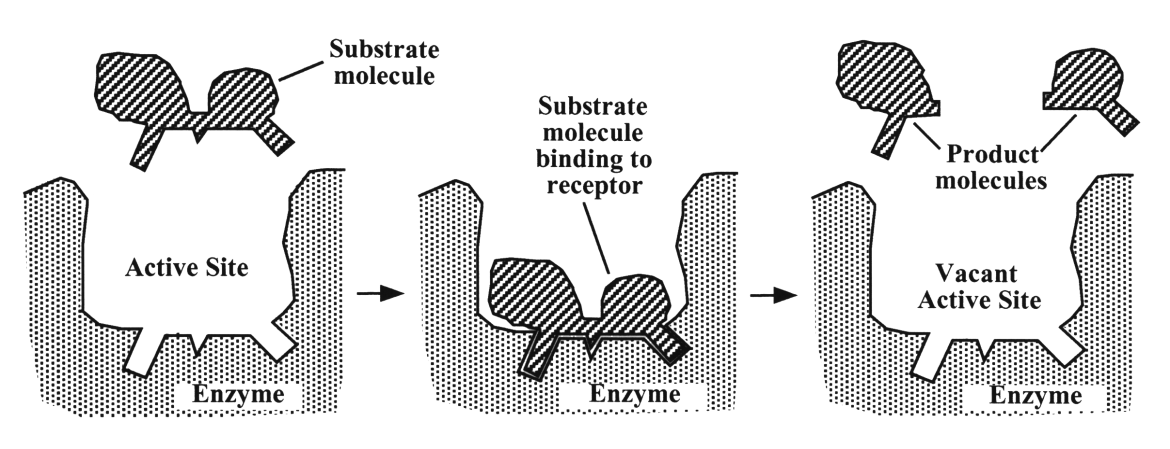 Substrate
molecule
Active Site
Enzyme
Substrate
molecule
binding to
receptor
Enzyme
Product
molecules
Vacant
Active Site
Enzyme